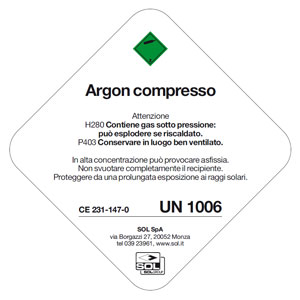 Argon compresso
Attenzione
H280 Contiene gas sotto pressione:
può esplodere se riscaldato.
P403 Conservare in luogo ben ventilato.
In alta concentrazione può provocare asfissia.
Non svuotare completamente il recipiente.
Proteggere da una prolungata esposizione ai raggi solari.
CE 231-147-0 UN 1006
SOL SpA
via Borgazzi 27, 20052 Monza
tel 039 23961, www.sol.it
SOL
SOLGROUP